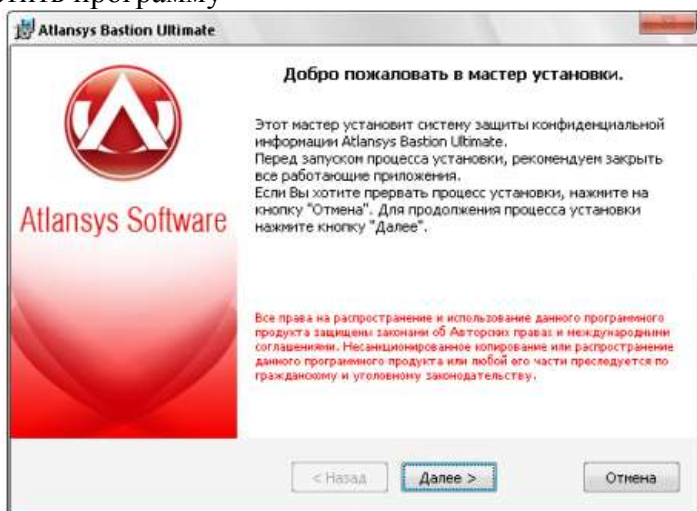 программу
Atlansys Bastion Ultimate
Добро пожаловать в мастер установки.
Этот мастер установит систему защиты конфиденциальной
информации Atlansys Bastion Ultimate.
Перед запуском процесса установки, рекомендуем закрыть
все работающие приложения.
Если Вы хотите прервать процесс установки, нажмите на
кнопку "Отмена". Для продолжения процесса установки
нажмите кнопку "Далее".
Atlansys Software
Все права на распространение и использование данного программного
продукта защищены законами об Авторских правах и международными
соглашениями. Несанкционированное копирование или распространение
данного программного продукта или любой его части преследуется по
гражданскому и уголовному законодательству.
< Назад
Далее >
Отмена